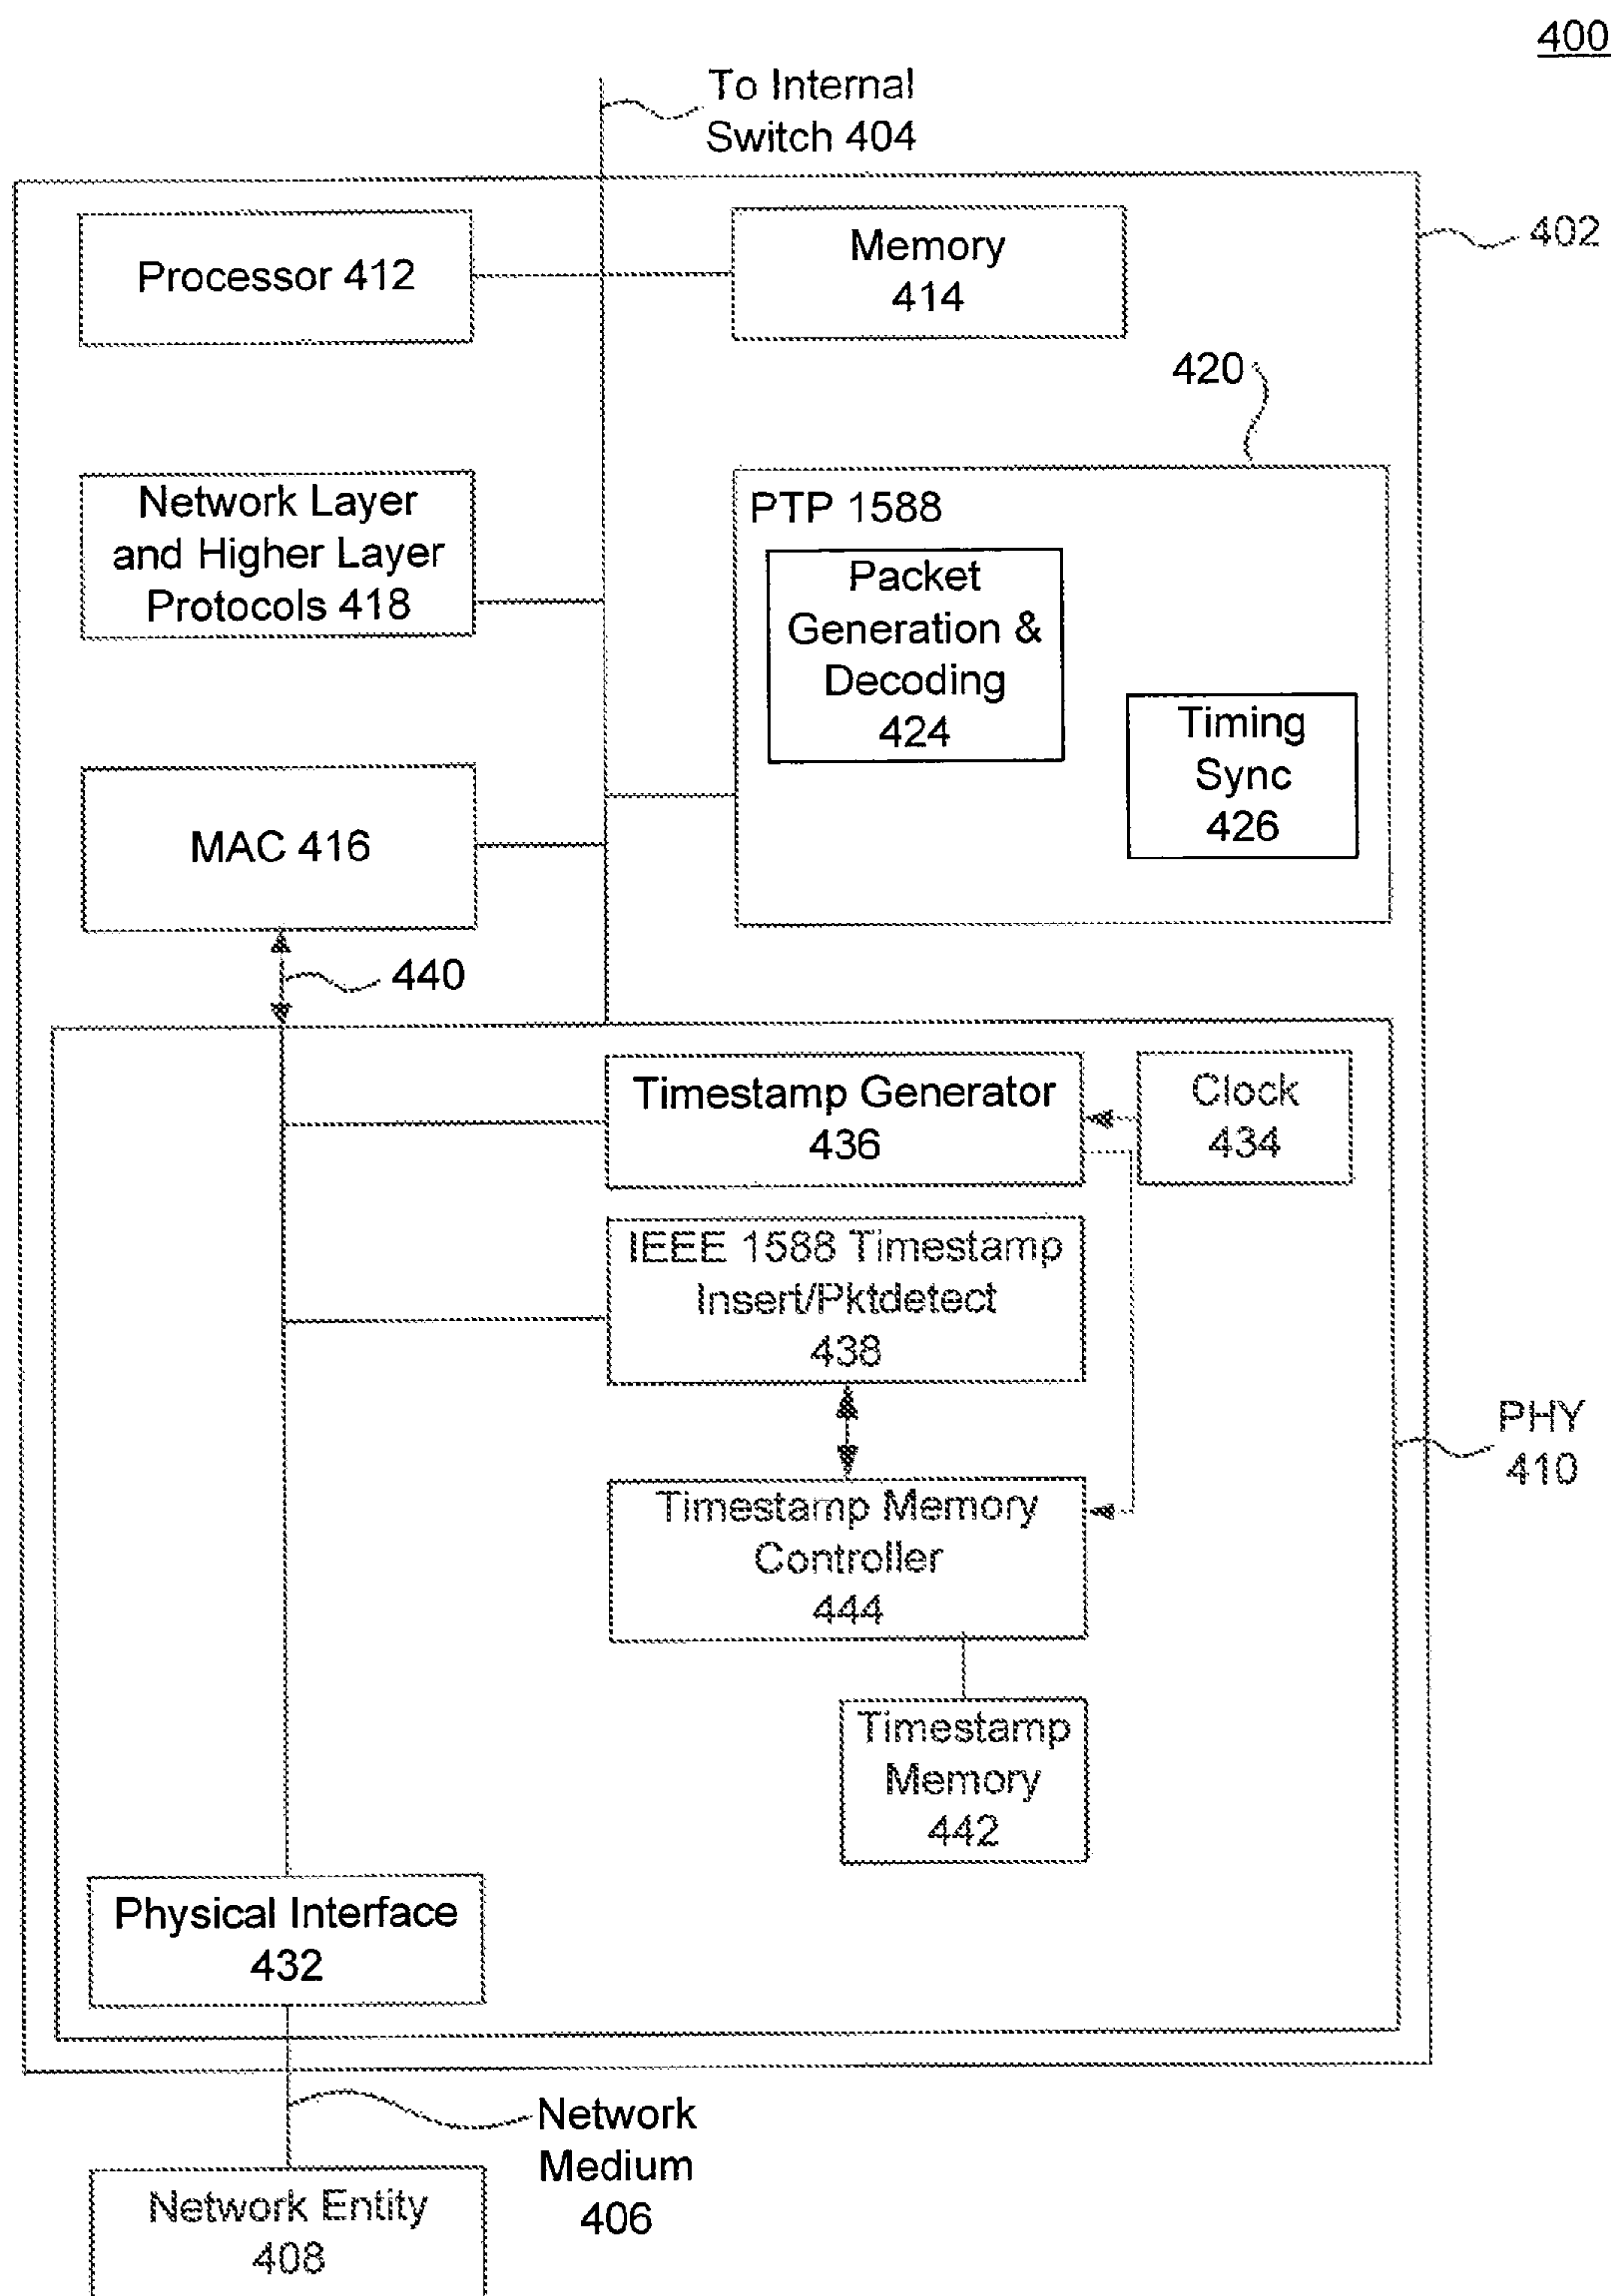 400
To Internal
Switch 404
402
Processor 412
Memory
414
420
Network Layer
and Higher Layer
Protocols 418
PTP 1588
Packet
Generation &
Decoding
424
Timing
Sync
426
MAC 416
440
Timestamp Generator
436
Clock
434
IEEE 1588 Timestamp
Insert/Pktdetect
438
PHY
410
Timestamp Memory
Controller
444
Timestamp
Memory
442
Physical Interface
432
Network
Medium
406
Network Entity
408